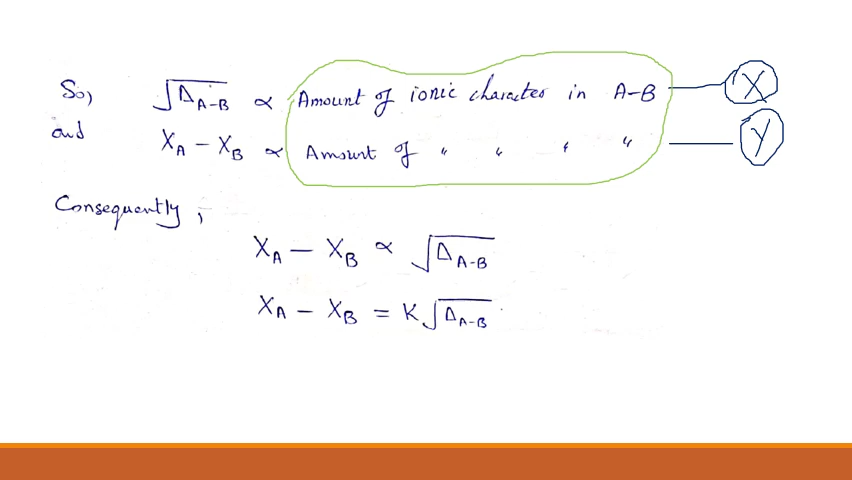 So, √Δ_A-B ∝ Amount of ionic character in A-B — X
and X_A - X_B ∝ Amount of " " " " — Y
Consequently,
X_A - X_B ∝ √Δ_A-B
X_A - X_B = K√Δ_A-B